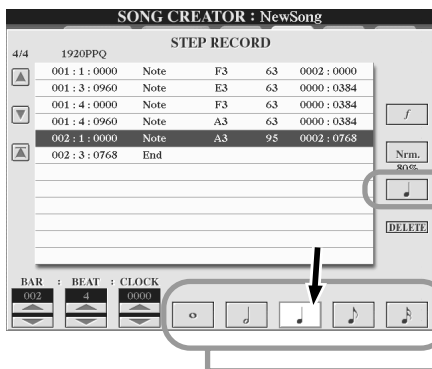 SONG CREATOR : NewSong
STEP RECORD
4/4 1920PPQ
001 : 1 : 0000 Note F3 63 0002 : 0000
001 : 3 : 0960 Note E3 63 0000 : 0384
001 : 4 : 0000 Note F3 63 0000 : 0384
001 : 4 : 0960 Note A3 63 0000 : 0384
002 : 1 : 0000 Note A3 95 0002 : 0768
002 : 3 : 0768 End
f
Nrm.
80%
DELETE
BAR : BEAT : CLOCK
002 4 0000